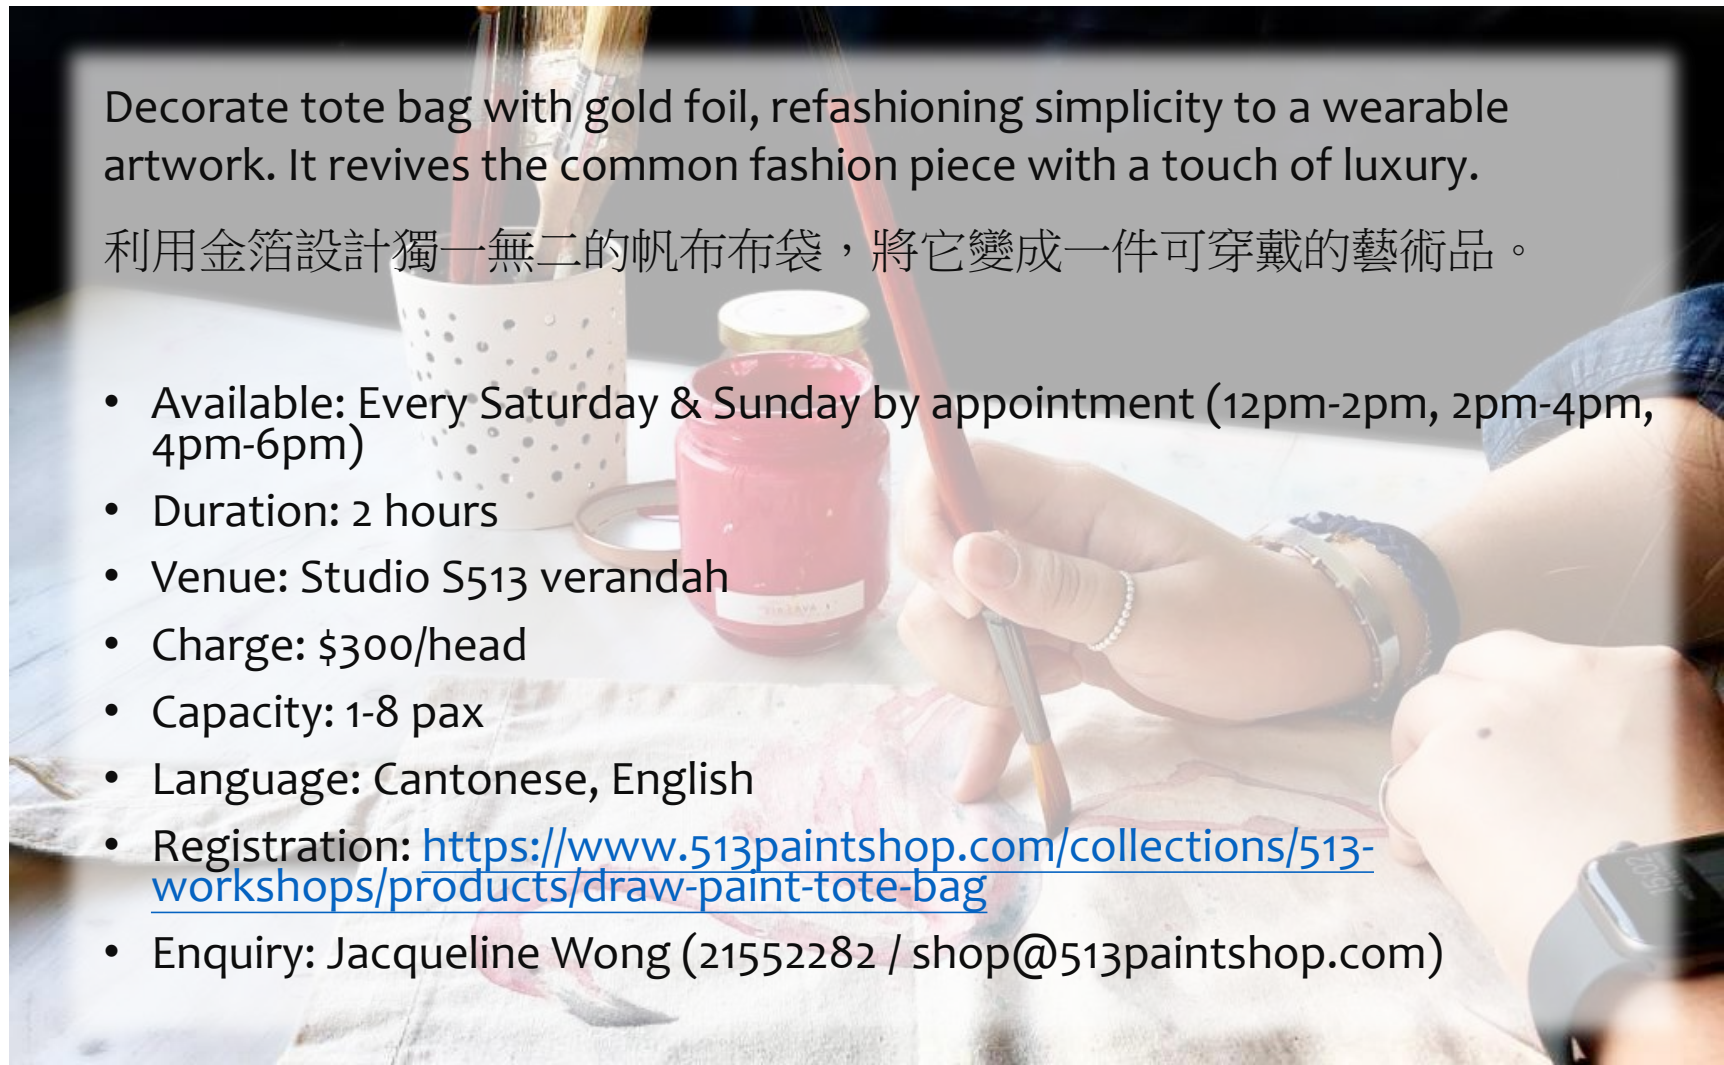 Decorate tote bag with gold foil, refashioning simplicity to a wearable
artwork. It revives the common fashion piece with a touch of luxury.
利用金箔設計獨一無二的帆布布袋，將它變成一件可穿戴的藝術品。
• Available: Every Saturday & Sunday by appointment (12pm-2pm, 2pm-4pm,
4pm-6pm)
• Duration: 2 hours
• Venue: Studio S513 verandah
• Charge: $300/head
• Capacity: 1-8 pax
• Language: Cantonese, English
• Registration: https://www.513paintshop.com/collections/513-
workshops/products/draw-paint-tote-bag
• Enquiry: Jacqueline Wong (21552282 / shop@513paintshop.com)